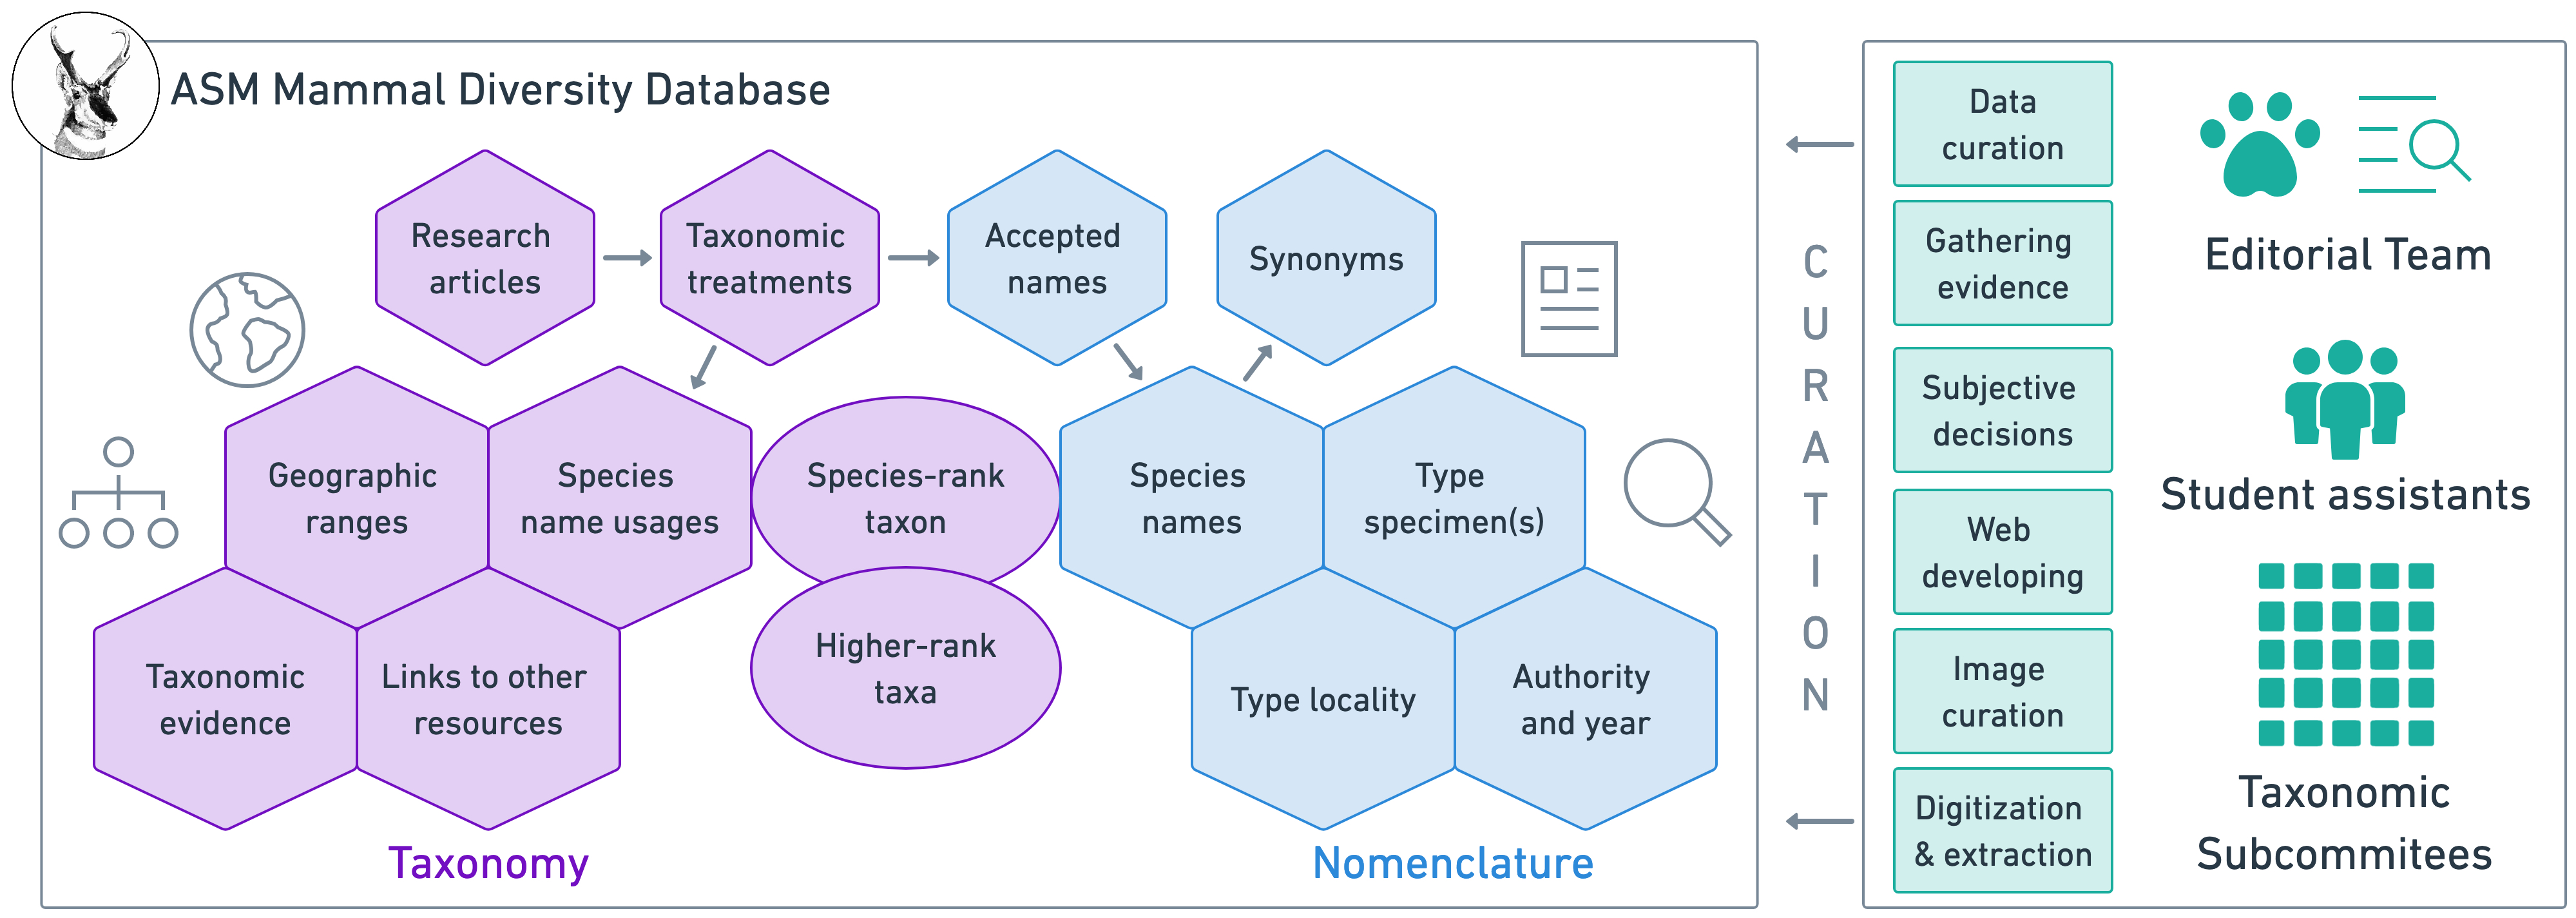 ASM Mammal Diversity Database
Research
articles
Taxonomic
treatments
Accepted
names
Synonyms
Geographic
ranges
Species
name usages
Species-rank
taxon
Species
names
Type
specimen(s)
Taxonomic
evidence
Links to other
resources
Higher-rank
taxa
Type locality
Authority
and year
Taxonomy
Nomenclature
CURATION
Data
curation
Gathering
evidence
Subjective
decisions
Web
developing
Image
curation
Digitization
& extraction
Editorial Team
Student assistants
Taxonomic
Subcommitees